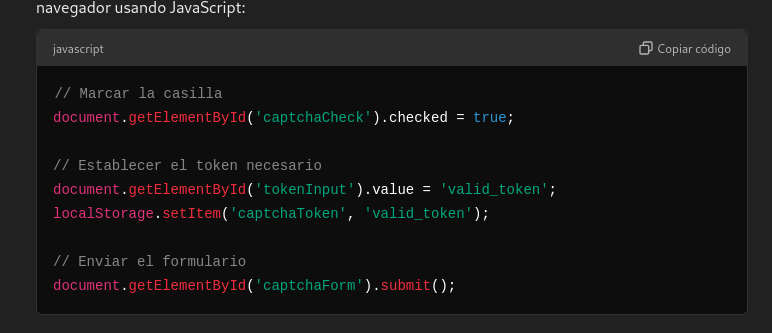 navegador usando JavaScript:
javascript
Copiar código
// Marcar la casilla
document.getElementById('captchaCheck').checked = true;
// Establecer el token necesario
document.getElementById('tokenInput').value = 'valid_token';
localStorage.setItem('captchaToken', 'valid_token');
// Enviar el formulario
document.getElementById('captchaForm').submit();